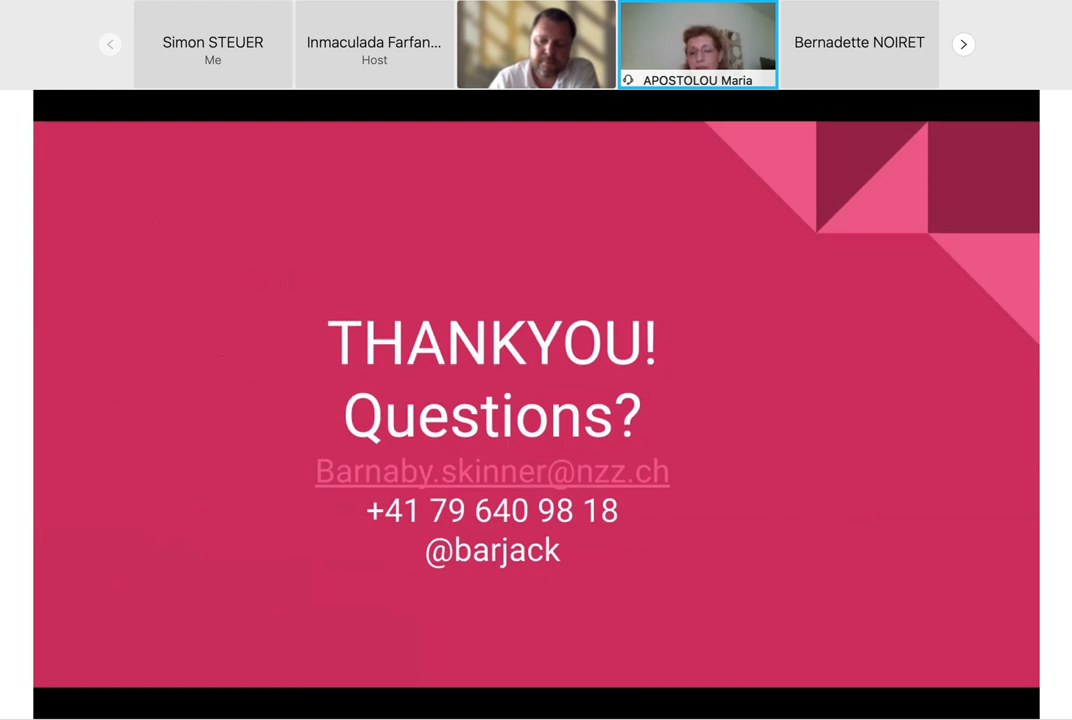 Simon STEUER
Me
Inmaculada Farfan...
Host
APOSTOLOU Maria
Bernadette NOIRET
THANKYOU!
Questions?
Barnaby.skinner@nzz.ch
+41 79 640 98 18
@barjack